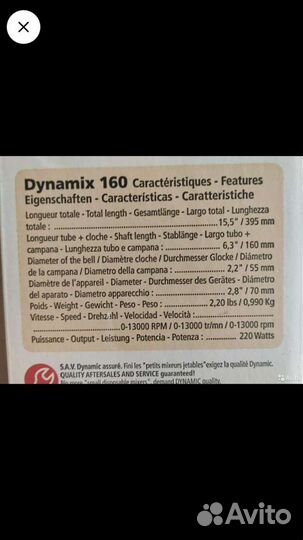 Dynamix 160 Caractéristiques - Features
Eigenschaften - Características - Caratteristiche
Longueur totale - Total length - Gesamtlänge - Largo total - Lunghezza
totale : 15,5" / 395 mm
Longueur tube + cloche - Shaft length - Stablänge - Largo tubo +
campana - Lunghezza tubo e campana : 6,3" / 160 mm
Diameter of the bell / Diamètre cloche / Durchmesser Glocke / Diámetro
de la campana / Diametro della campana : 2,2" / 55 mm
Diamètre de l'appareil - Diameter - Durchmesser des Gerätes - Diámetro
del aparato - Diametro apparecchio : 2,8" / 70 mm
Poids - Weight - Gewicht - Peso - Peso : 2,20 lbs / 0,990 Kg
Vitesse - Speed - Drehzahl - Velocidad - Velocità :
0-13000 RPM / 0-13000 tr/mn / 0-13000 rpm
Puissance - Output - Leistung - Potencia - Potenza : 220 Watts
S.A.V. Dynamic assuré. Fini les "petits mixeurs jetables" exigez la qualité Dynamic.
QUALITY AFTERSALES AND SERVICE guaranteed!
No more "small disposable mixers", demand DYNAMIC quality.
Avito